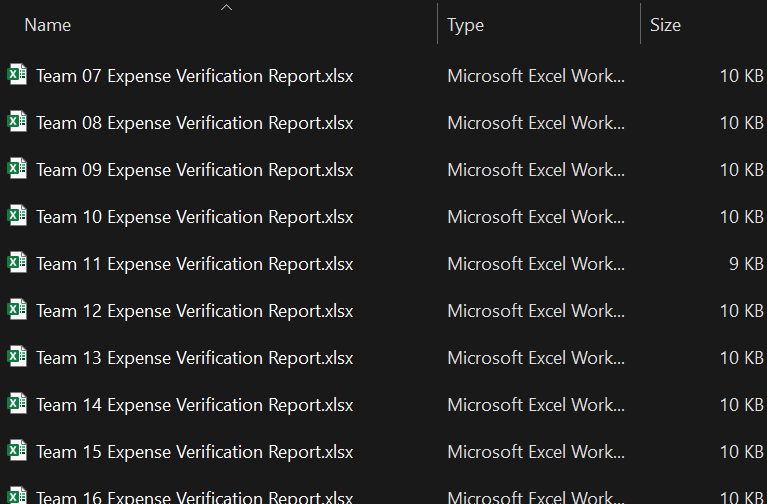 Name Type Size
Team 07 Expense Verification Report.xlsx Microsoft Excel Work... 10 KB
Team 08 Expense Verification Report.xlsx Microsoft Excel Work... 10 KB
Team 09 Expense Verification Report.xlsx Microsoft Excel Work... 10 KB
Team 10 Expense Verification Report.xlsx Microsoft Excel Work... 10 KB
Team 11 Expense Verification Report.xlsx Microsoft Excel Work... 9 KB
Team 12 Expense Verification Report.xlsx Microsoft Excel Work... 10 KB
Team 13 Expense Verification Report.xlsx Microsoft Excel Work... 10 KB
Team 14 Expense Verification Report.xlsx Microsoft Excel Work... 10 KB
Team 15 Expense Verification Report.xlsx Microsoft Excel Work... 10 KB
Team 16 Expense Verification Report.xlsx Microsoft Excel Work... 10 KB